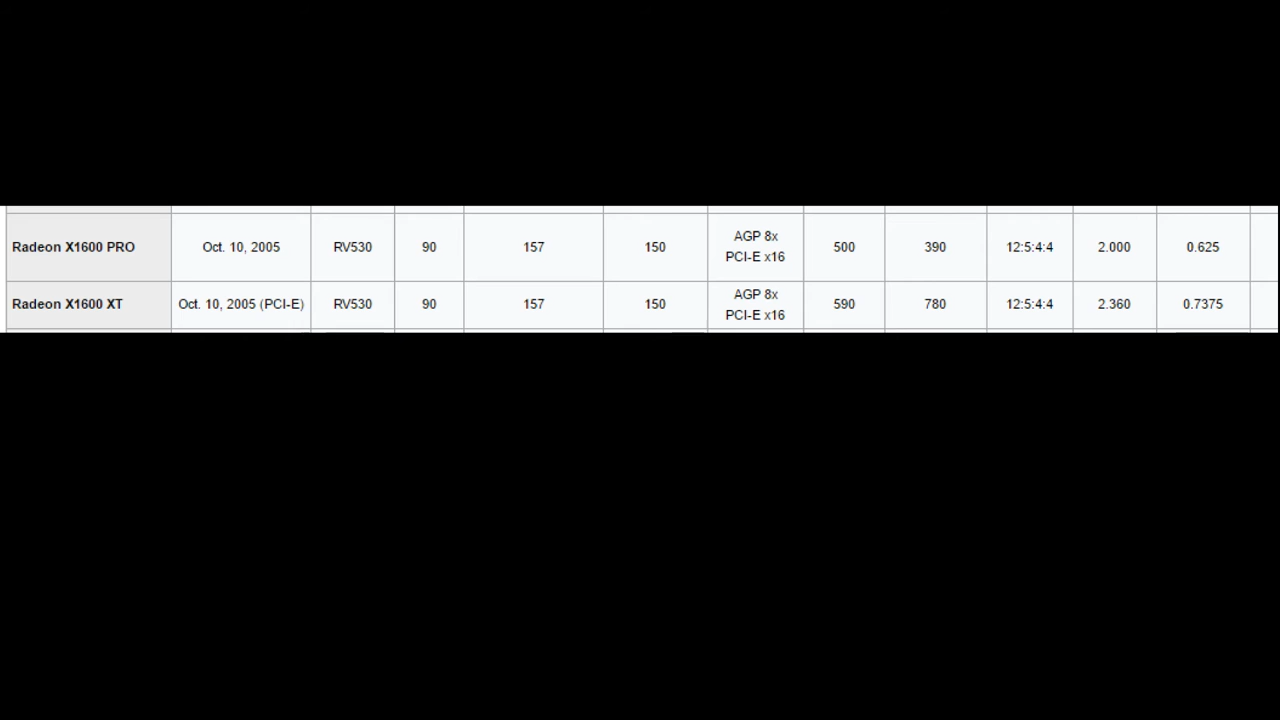 Radeon X1600 PRO Oct. 10, 2005 RV530 90 157 150 AGP 8x PCI-E x16 500 390 12:5:4:4 2.000 0.625
Radeon X1600 XT Oct. 10, 2005 (PCI-E) RV530 90 157 150 AGP 8x PCI-E x16 590 780 12:5:4:4 2.360 0.7375